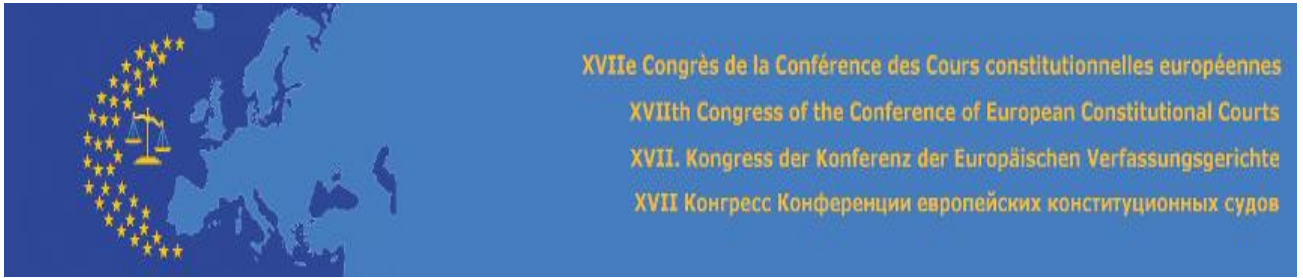 XVIIe Congrès de la Conférence des Cours constitutionnelles européennes
XVIIth Congress of the Conference of European Constitutional Courts
XVII. Kongress der Konferenz der Europäischen Verfassungsgerichte
XVII Конгресс Конференции европейских конституционных судов